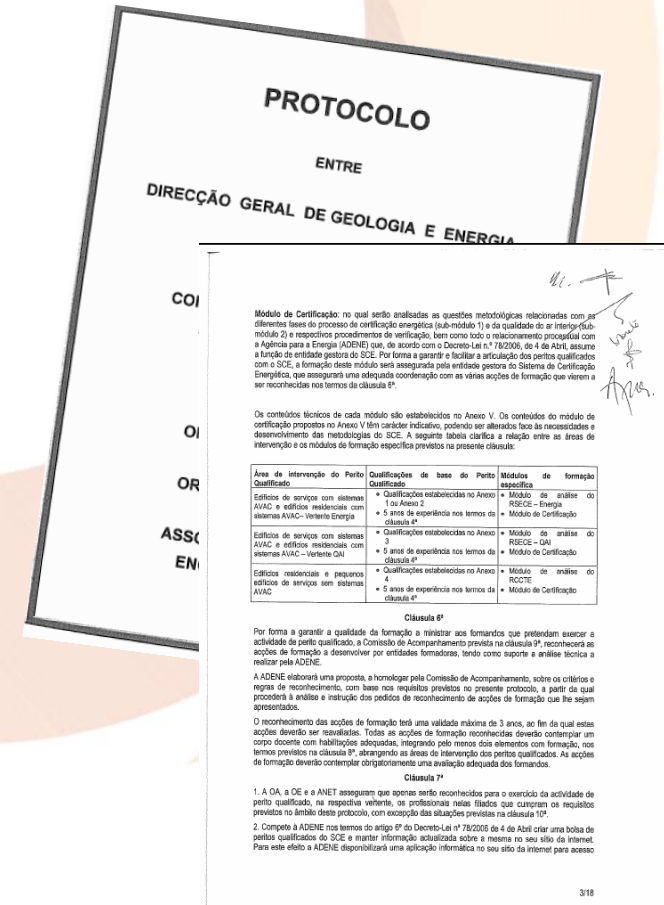 PROTOCOLO
ENTRE
DIRECÇÃO GERAL DE GEOLOGIA E ENERGIA
CO
O
OR
ASS
EN
Módulo de Certificação: no qual serão analisadas as questões metodológicas relacionadas com as
diferentes fases do processo de certificação energética (sub-módulo 1) e da qualidade do ar interior (sub-
módulo 2) e respectivos procedimentos de verificação, bem como todo o relacionamento processual com
a Agência para a Energia (ADENE) que, de acordo com o Decreto-Lei n.º 78/2006, de 4 de Abril, assume
a função de entidade gestora do SCE. Por forma a garantir e facilitar a articulação dos peritos qualificados
com o SCE, a formação deste módulo será assegurada pela entidade gestora do Sistema de Certificação
Energética, que assegurará uma adequada coordenação com as várias acções de formação que vierem a
ser reconhecidas nos termos da cláusula 6ª.
Os conteúdos técnicos de cada módulo são estabelecidos no Anexo V. Os conteúdos do módulo de
certificação propostos no Anexo V têm carácter indicativo, podendo ser alterados face às necessidades e
desenvolvimento das metodologias do SCE. A seguinte tabela clarifica a relação entre as áreas de
intervenção e os módulos de formação específica previstos na presente cláusula:
Área de intervenção do Perito
Qualificado
Qualificações de base do Perito
Qualificado
Módulos de formação
específica
Edifícios de serviços com sistemas
AVAC e edifícios residenciais com
sistemas AVAC– Vertente Energia
• Qualificações estabelecidas no Anexo
1 ou Anexo 2
• 5 anos de experiência nos termos da
cláusula 4ª
• Módulo de análise do
RSECE – Energia
• Módulo de Certificação
Edifícios de serviços com sistemas
AVAC e edifícios residenciais com
sistemas AVAC – Vertente QAI
• Qualificações estabelecidas no Anexo
3
• 5 anos de experiência nos termos da
cláusula 4ª
• Módulo de análise do
RSECE – QAI
• Módulo de Certificação
Edifícios residenciais e pequenos
edifícios de serviços sem sistemas
AVAC
• Qualificações estabelecidas no Anexo
4
• 5 anos de experiência nos termos da
cláusula 4ª
• Módulo de análise do
RCCTE
• Módulo de Certificação
Cláusula 6ª
Por forma a garantir a qualidade da formação a ministrar aos formandos que pretendam exercer a
actividade de perito qualificado, a Comissão de Acompanhamento prevista na cláusula 9ª, reconhecerá as
acções de formação a desenvolver por entidades formadoras, tendo como suporte a análise técnica a
realizar pela ADENE.
A ADENE elaborará uma proposta, a homologar pela Comissão de Acompanhamento, sobre os critérios e
regras de reconhecimento, com base nos requisitos previstos no presente protocolo, a partir da qual
procederá à análise e instrução dos pedidos de reconhecimento de acções de formação que lhe sejam
apresentados.
O reconhecimento das acções de formação terá uma validade máxima de 3 anos, ao fim da qual estas
acções deverão ser reavaliadas. Todas as acções de formação reconhecidas deverão contemplar um
corpo docente com habilitações adequadas, integrando pelo menos dois elementos com formação, nos
termos previstos na cláusula 8ª, abrangendo as áreas de intervenção dos peritos qualificados. As acções
de formação deverão contemplar obrigatoriamente uma avaliação adequada dos formandos.
Cláusula 7ª
1. A OA, a OE e a ANET asseguram que apenas serão reconhecidos para o exercício da actividade de
perito qualificado, na respectiva vertente, os profissionais nelas filiados que cumpram os requisitos
previstos no âmbito deste protocolo, com excepção das situações previstas na cláusula 10ª.
2. Compete à ADENE nos termos do artigo 6º do Decreto-Lei nº 78/2006 de 4 de Abril criar uma bolsa de
peritos qualificados do SCE e manter informação actualizada sobre a mesma no seu sítio da internet.
Para este efeito a ADENE disponibilizará uma aplicação informática no seu sítio da internet para acesso
3/18